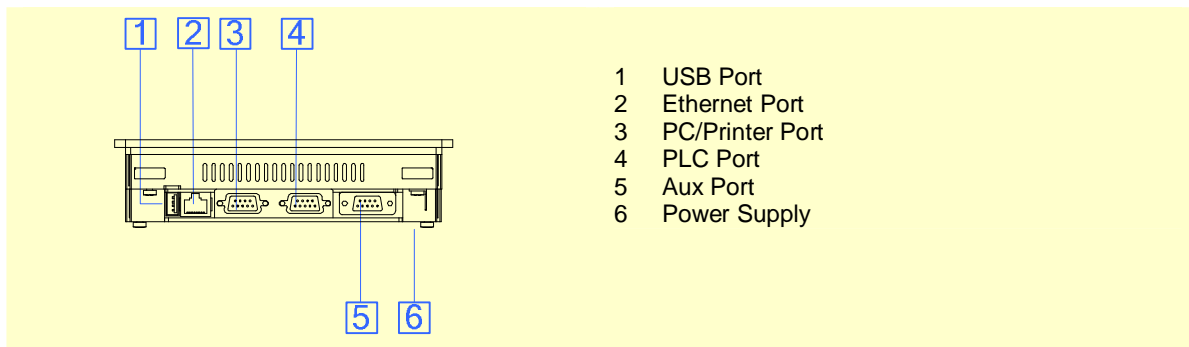 1 2 3 4
1 USB Port
2 Ethernet Port
3 PC/Printer Port
4 PLC Port
5 Aux Port
6 Power Supply
5 6